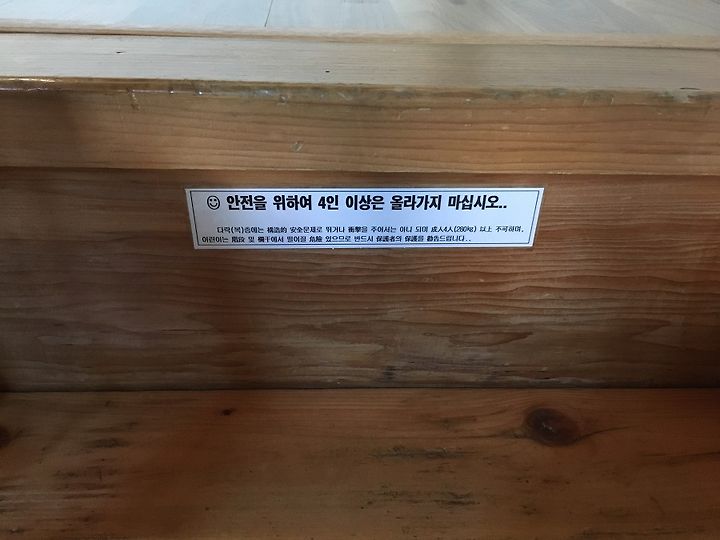 ☺ 안전을 위하여 4인 이상은 올라가지 마십시오..
다락(복)층에는 構造的 安全문제로 뛰거나 衝擊을 주어서는 아니 되며 成人4人(280kg) 以上 不可하며,
어린이는 階段 및 欄干에서 떨어질 危險 있으므로 반드시 保護者의 保護을 勸告드립니다..